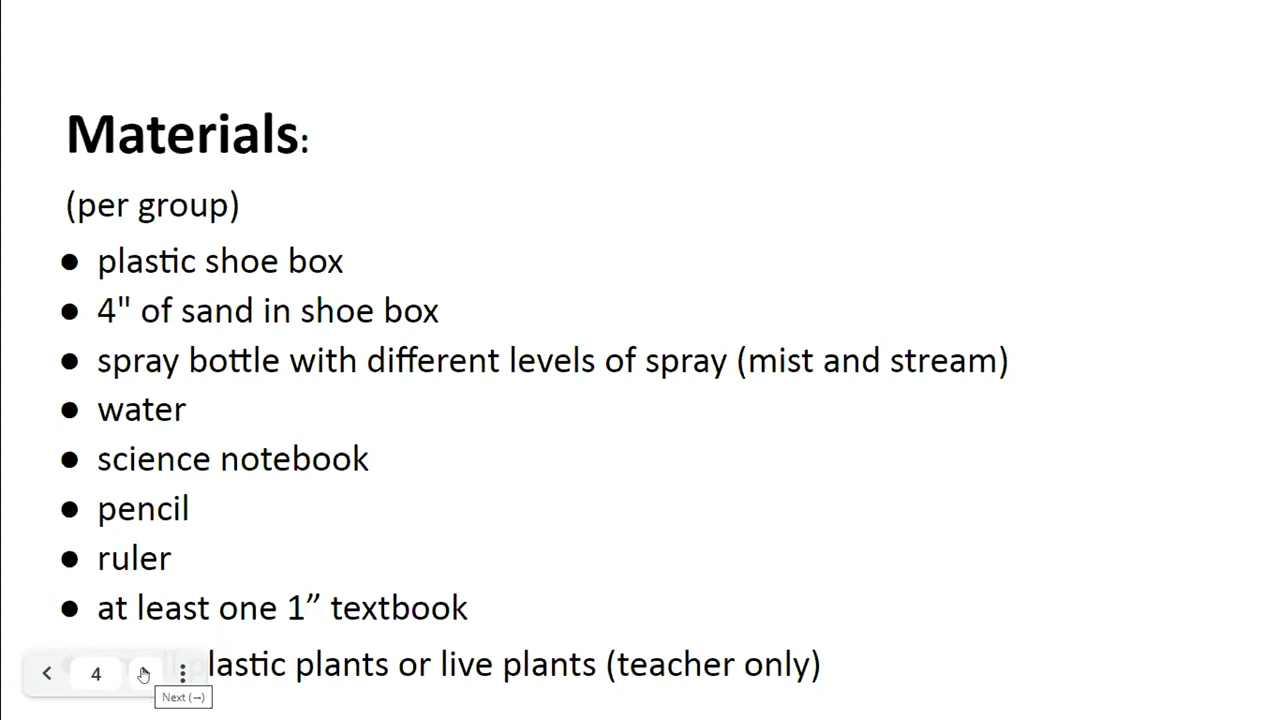 Materials:
(per group)
● plastic shoe box
● 4" of sand in shoe box
● spray bottle with different levels of spray (mist and stream)
● water
● science notebook
● pencil
● ruler
● at least one 1” textbook
plants or live plants (teacher only)
4
Next (→)